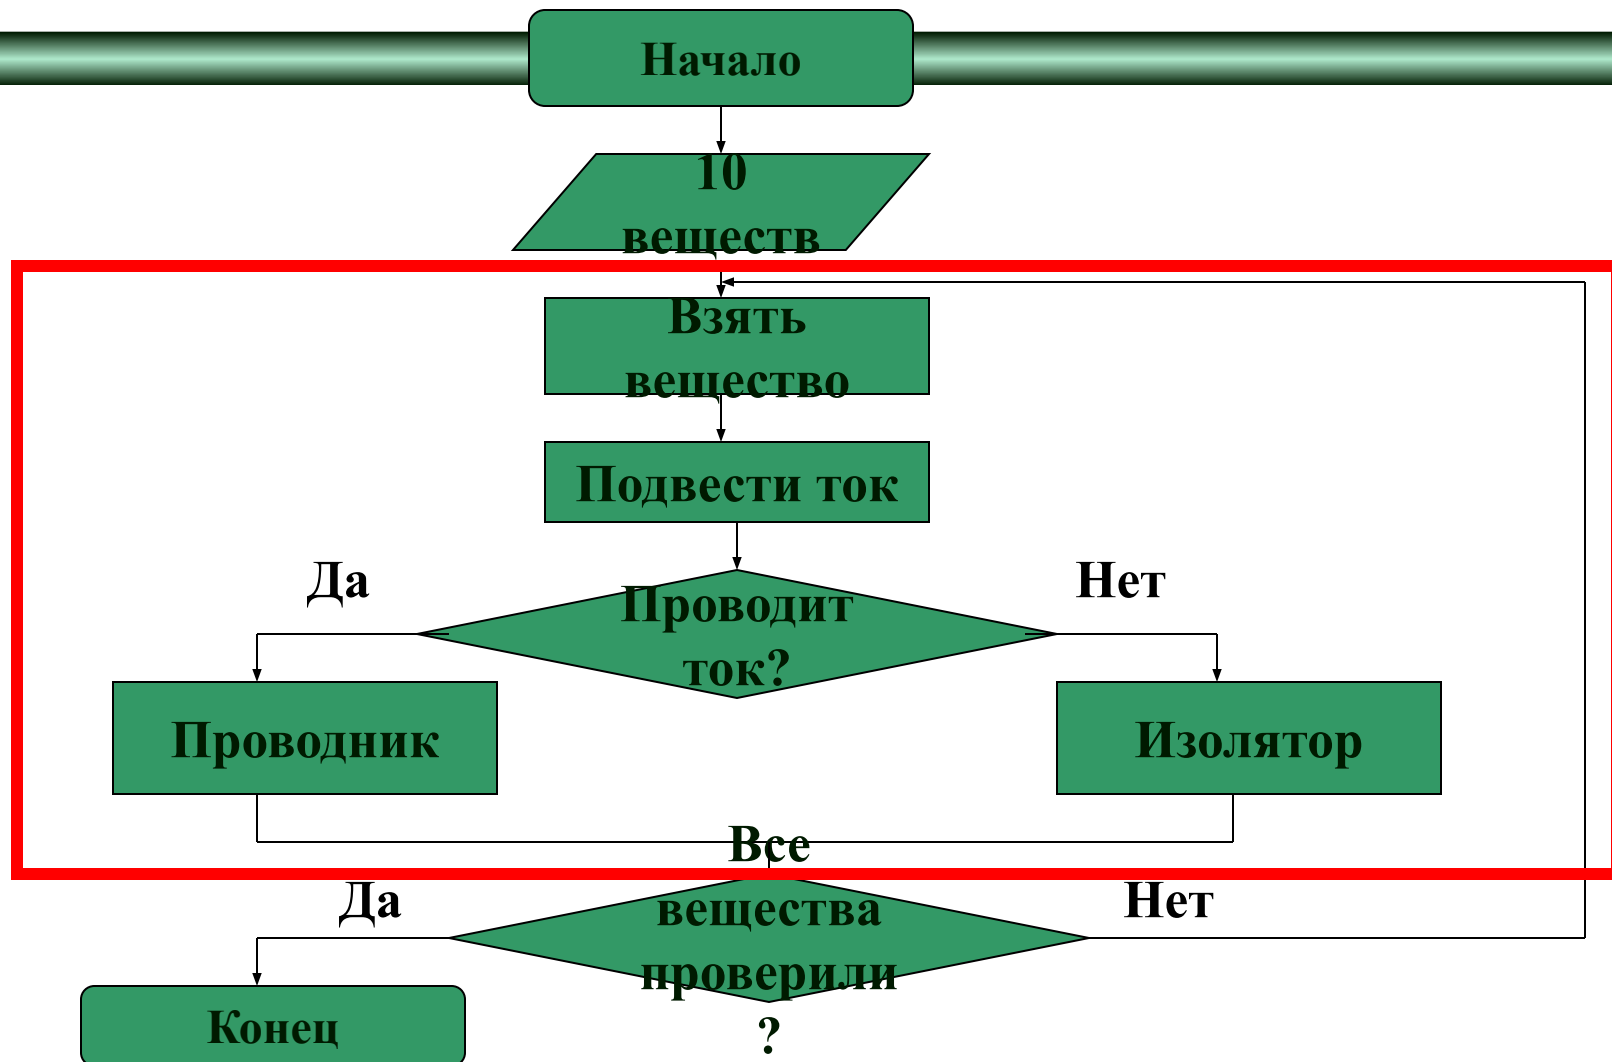 Начало
10
веществ
Взять
вещество
Подвести ток
Да
Нет
Проводит
ток?
Проводник
Изолятор
Все
Да
Нет
вещества
проверили
?
Конец